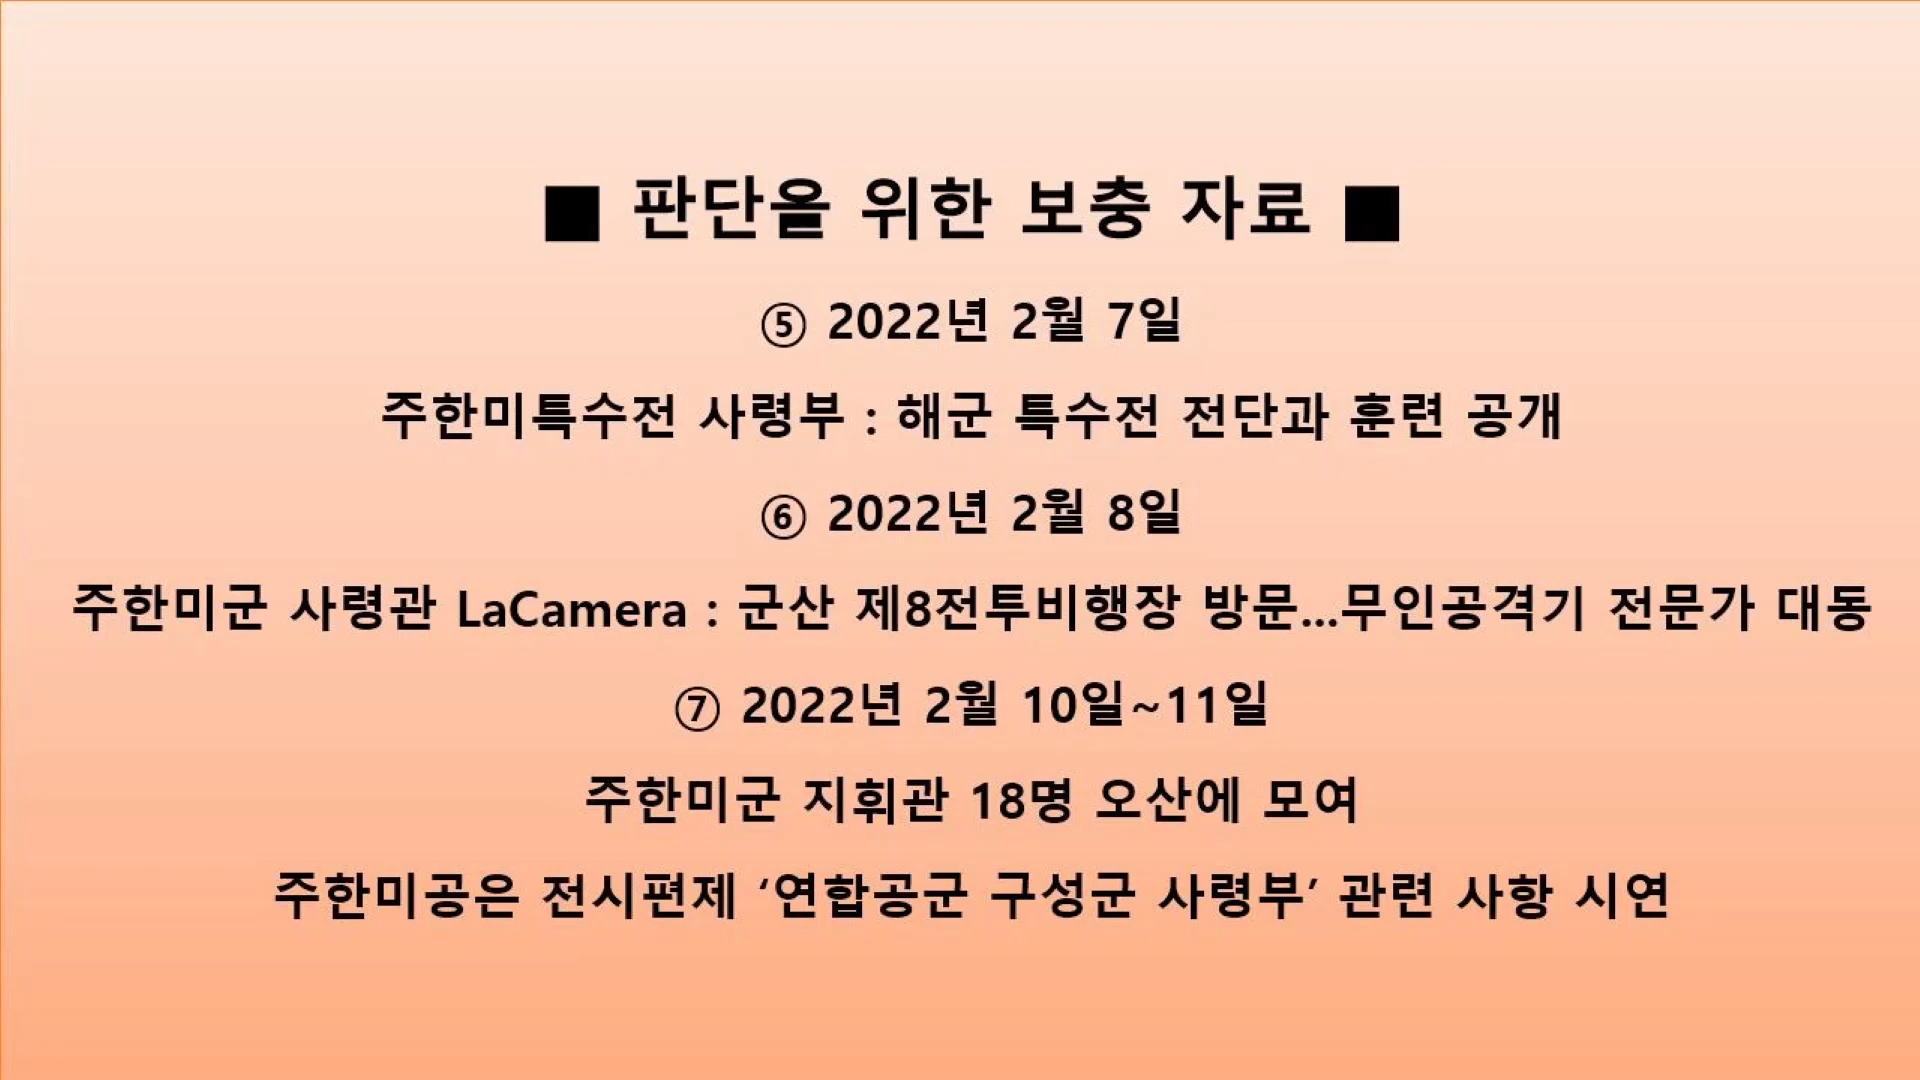 ■ 판단을 위한 보충 자료 ■
⑤ 2022년 2월 7일
주한미특수전 사령부 : 해군 특수전 전단과 훈련 공개
⑥ 2022년 2월 8일
주한미군 사령관 LaCamera : 군산 제8전투비행장 방문...무인공격기 전문가 대동
⑦ 2022년 2월 10일~11일
주한미군 지휘관 18명 오산에 모여
주한미공은 전시편제 ‘연합공군 구성군 사령부’ 관련 사항 시연